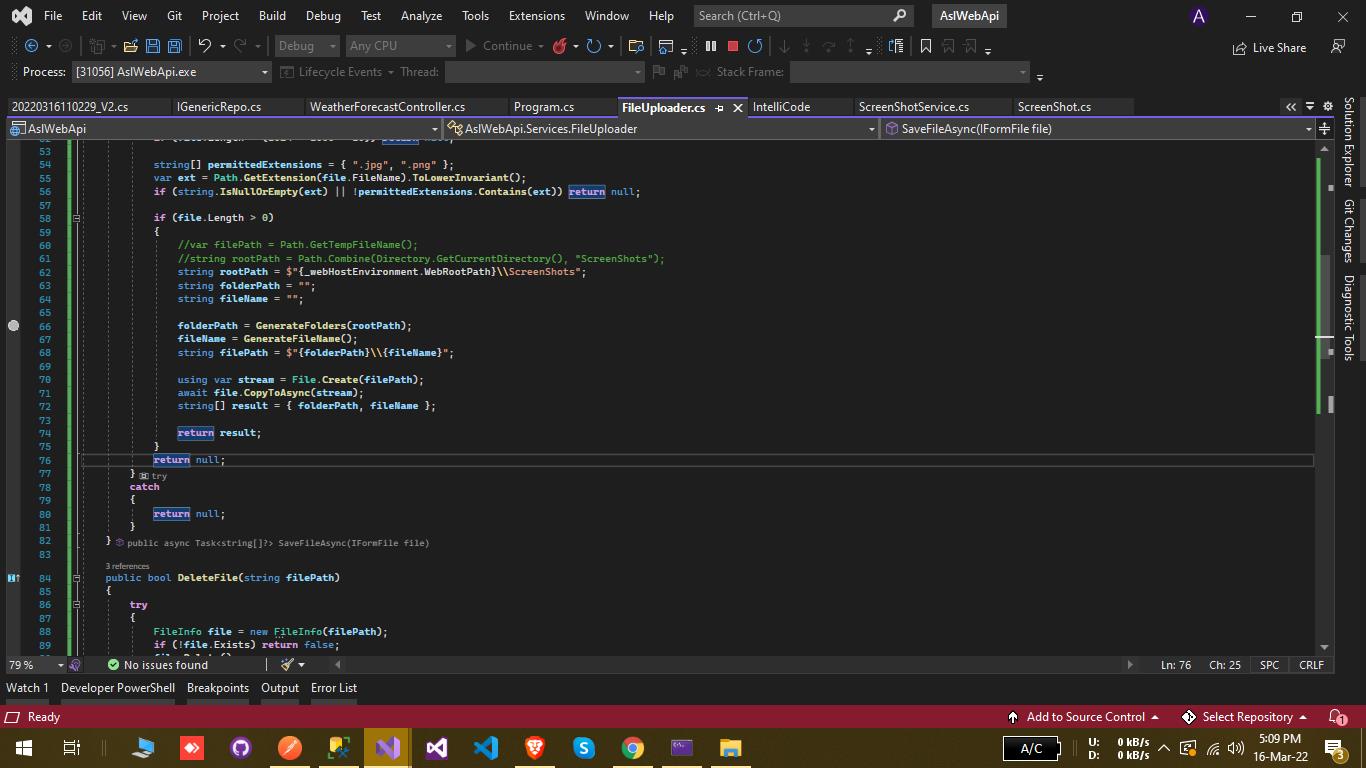 File Edit View Git Project Build Debug Test Analyze Tools Extensions Window Help Search (Ctrl+Q) AslWebApi A
Debug Any CPU Continue Live Share
Process: [31056] AslWebApi.exe Lifecycle Events Thread: Stack Frame:
20220316110229_V2.cs IGenericRepo.cs WeatherForecastController.cs Program.cs FileUploader.cs IntelliCode ScreenShotService.cs ScreenShot.cs
AslWebApi AslWebApi.Services.FileUploader SaveFileAsync(IFormFile file)
53
54 string[] permittedExtensions = { ".jpg", ".png" };
55 var ext = Path.GetExtension(file.FileName).ToLowerInvariant();
56 if (string.IsNullOrEmpty(ext) || !permittedExtensions.Contains(ext)) return null;
57
58 if (file.Length > 0)
59 {
60 //var filePath = Path.GetTempFileName();
61 //string rootPath = Path.Combine(Directory.GetCurrentDirectory(), "ScreenShots");
62 string rootPath = $"{_webHostEnvironment.WebRootPath}\\ScreenShots";
63 string folderPath = "";
64 string fileName = "";
65
66 folderPath = GenerateFolders(rootPath);
67 fileName = GenerateFileName();
68 string filePath = $"{folderPath}\\{fileName}";
69
70 using var stream = File.Create(filePath);
71 await file.CopyToAsync(stream);
72 string[] result = { folderPath, fileName };
73
74 return result;
75 }
76 return null;
77 } try
78 catch
79 {
80 return null;
81 }
82 } public async Task<string[]?> SaveFileAsync(IFormFile file)
83
3 references
84 public bool DeleteFile(string filePath)
85 {
86 try
87 {
88 FileInfo file = new FileInfo(filePath);
89 if (!file.Exists) return false;
79 % No issues found Ln: 76 Ch: 25 SPC CRLF
Watch 1 Developer PowerShell Breakpoints Output Error List
Ready Add to Source Control Select Repository 1
A/C U: 0 kB/s 5:09 PM
D: 0 kB/s 16-Mar-22 3
Solution Explorer
Git Changes
Diagnostic Tools